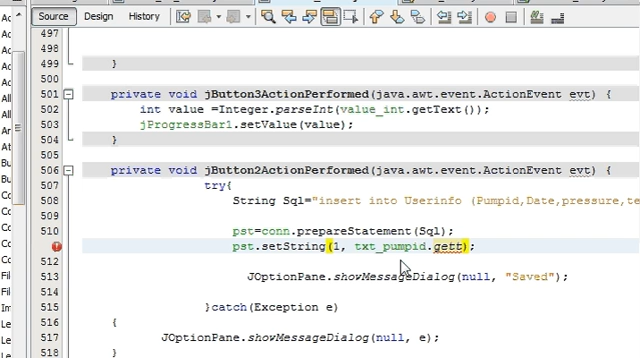 Source Design History
497
498
499 }
500
501 private void jButton3ActionPerformed(java.awt.event.ActionEvent evt) {
502 int value =Integer.parseInt(value_int.getText());
503 jProgressBar1.setValue(value);
504 }
505
506 private void jButton2ActionPerformed(java.awt.event.ActionEvent evt) {
507 try{
508 String Sql="insert into Userinfo (Pumpid,Date,pressure,te
509
510 pst=conn.prepareStatement(Sql);
pst.setString(1, txt_pumpid.gett);
512
513 JOptionPane.showMessageDialog(null, "Saved");
514
515 }catch(Exception e)
516 {
517 JOptionPane.showMessageDialog(null, e);
518 }